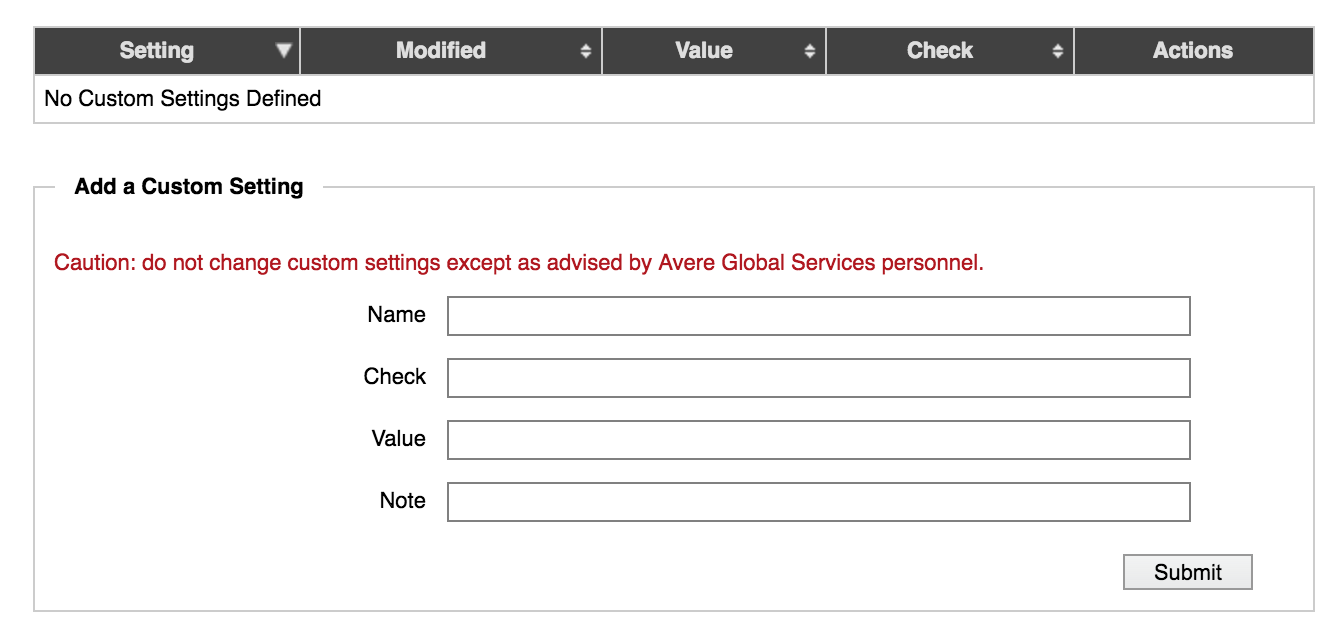 Setting Modified Value Check Actions
No Custom Settings Defined
Add a Custom Setting
Caution: do not change custom settings except as advised by Avere Global Services personnel.
Name
Check
Value
Note
Submit